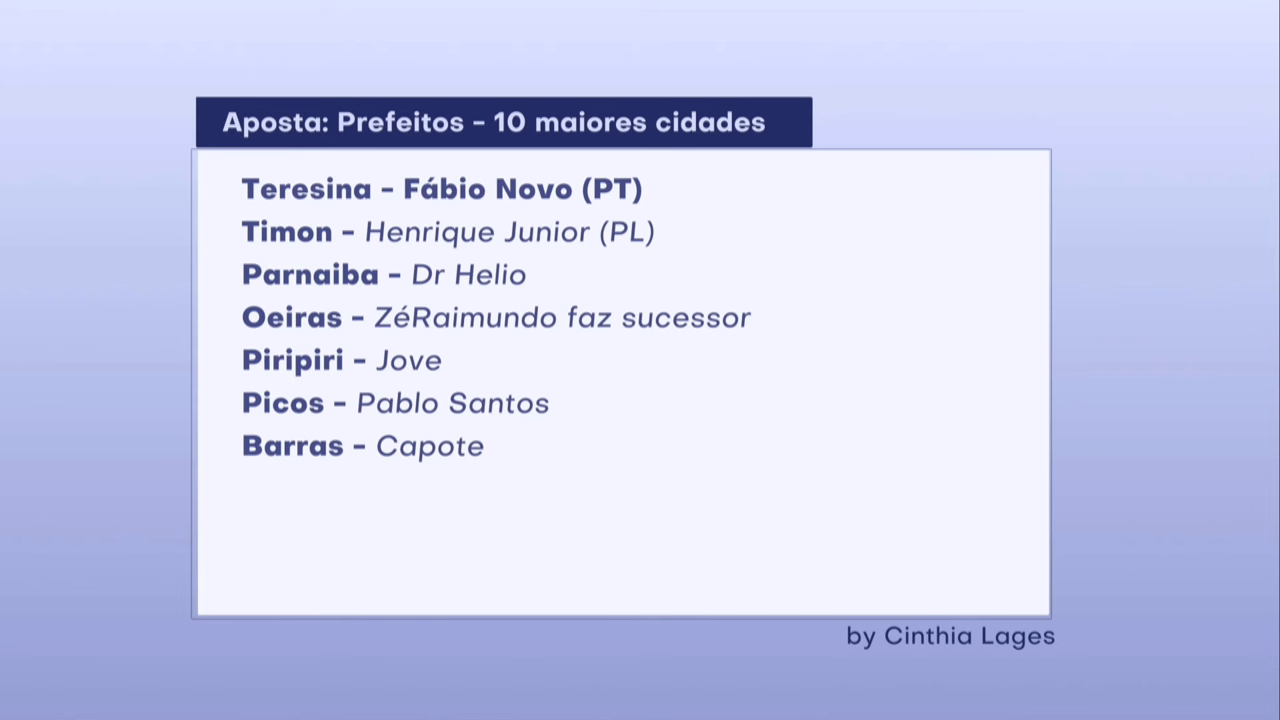 Aposta: Prefeitos - 10 maiores cidades
Teresina - Fábio Novo (PT)
Timon - Henrique Junior (PL)
Parnaiba - Dr Helio
Oeiras - ZéRaimundo faz sucessor
Piripiri - Jove
Picos - Pablo Santos
Barras - Capote
by Cinthia Lages